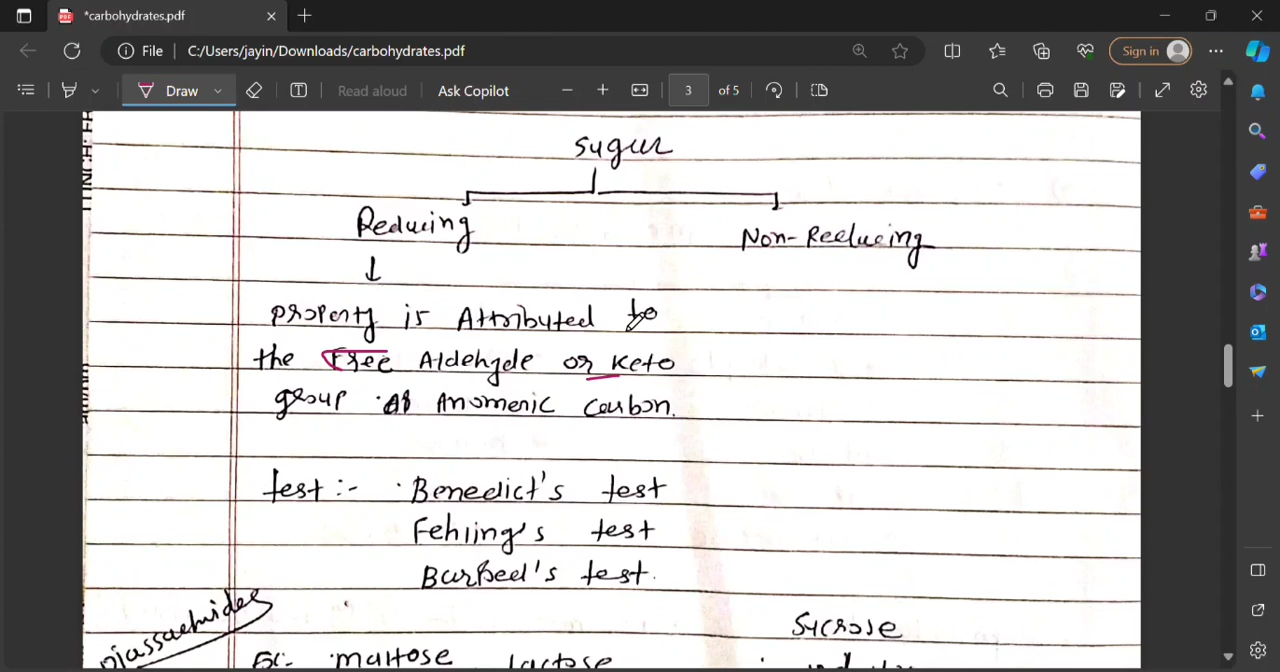 *carbohydrates.pdf
File C:/Users/jayin/Downloads/carbohydrates.pdf
Sign in
Draw Read aloud Ask Copilot 3 of 5
Sugar
Reducing
Non-Reducing
property is Attributed to
the Free Aldehyde or Keto
group of Anomeric Carbon.
test :- Benedict's test
Fehling's test
Barfoed's test.
Sucrose
Ex:- maltose lactose